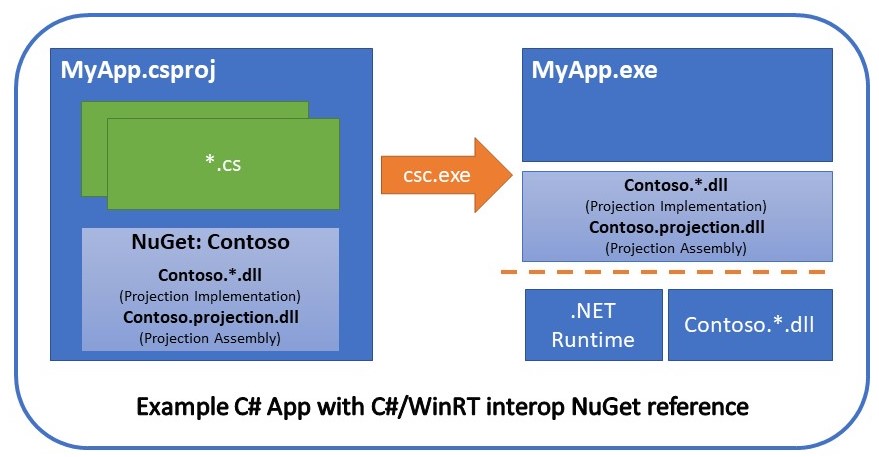 MyApp.csproj
*.cs
NuGet: Contoso
Contoso.*.dll
(Projection Implementation)
Contoso.projection.dll
(Projection Assembly)
csc.exe
MyApp.exe
Contoso.*.dll
(Projection Implementation)
Contoso.projection.dll
(Projection Assembly)
.NET
Runtime
Contoso.*.dll
Example C# App with C#/WinRT interop NuGet reference